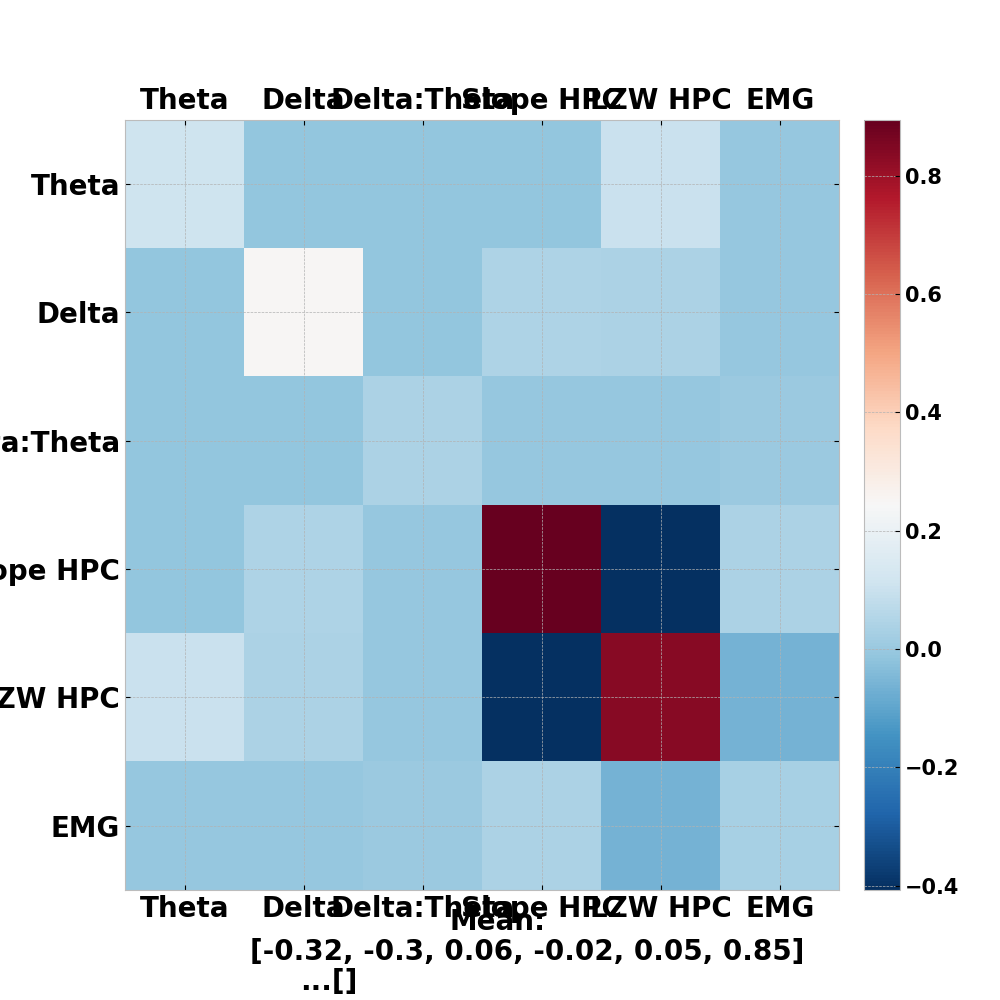 Theta Delta Delta:Theta Slope HPC LZW HPC EMG
Theta
Delta
a:Theta
ope HPC
ZW HPC
EMG
0.8
0.6
0.4
0.2
0.0
−0.2
−0.4
Theta Delta Delta:Theta Slope HPC LZW HPC EMG
Mean:
[-0.32, -0.3, 0.06, -0.02, 0.05, 0.85]
...[]